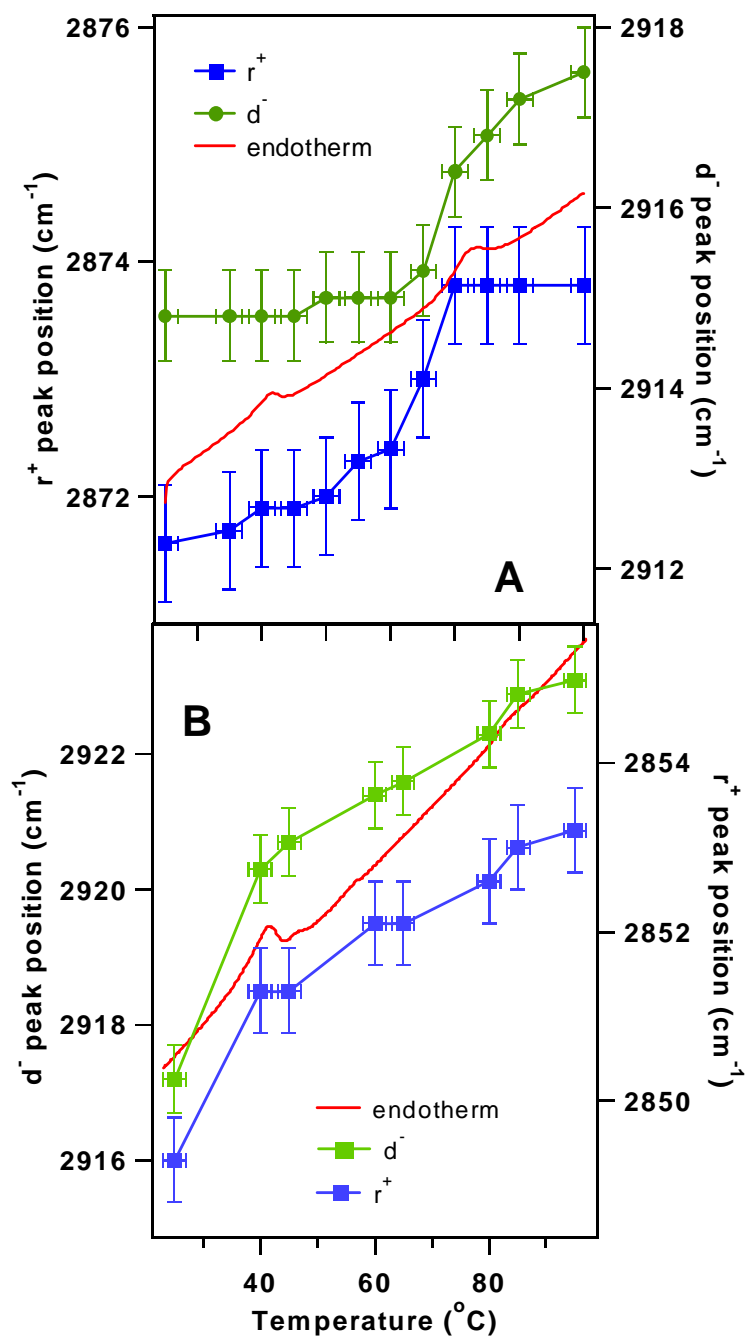 2876
2874
2872
r⁺ peak position (cm⁻¹)
r⁺
d⁻
endotherm
A
2918
2916
2914
2912
d⁻ peak position (cm⁻¹)
B
2922
2920
2918
2916
d⁻ peak position (cm⁻¹)
endotherm
d⁻
r⁺
2854
2852
2850
r⁺ peak position (cm⁻¹)
40 60 80
Temperature (°C)